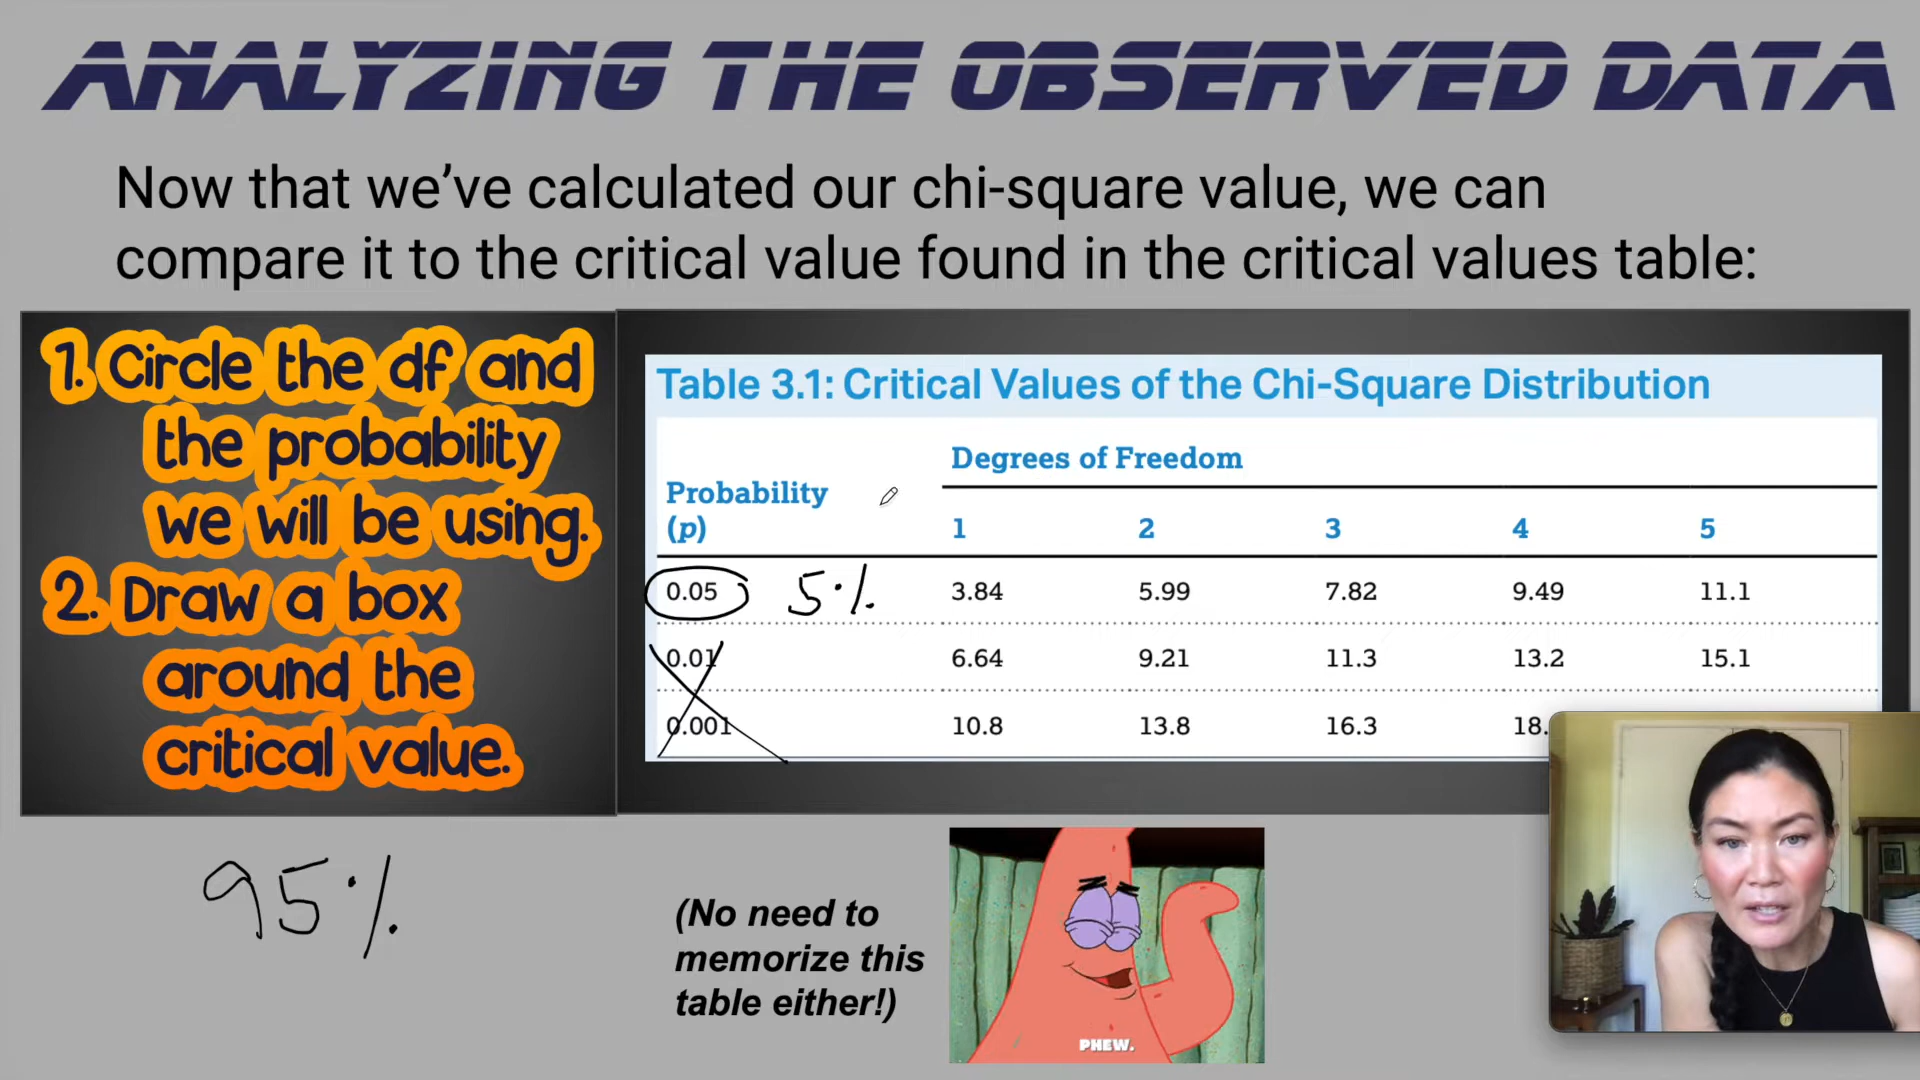 ANALYZING THE OBSERVED DATA
Now that we’ve calculated our chi-square value, we can
compare it to the critical value found in the critical values table:
1. Circle the df and
the probability
we will be using.
2. Draw a box
around the
critical value.
Table 3.1: Critical Values of the Chi-Square Distribution
Degrees of Freedom
Probability
(p)
1 2 3 4 5
0.05 5% 3.84 5.99 7.82 9.49 11.1
0.01 6.64 9.21 11.3 13.2 15.1
0.001 10.8 13.8 16.3 18.
95%
(No need to
memorize this
table either!)
PHEW.